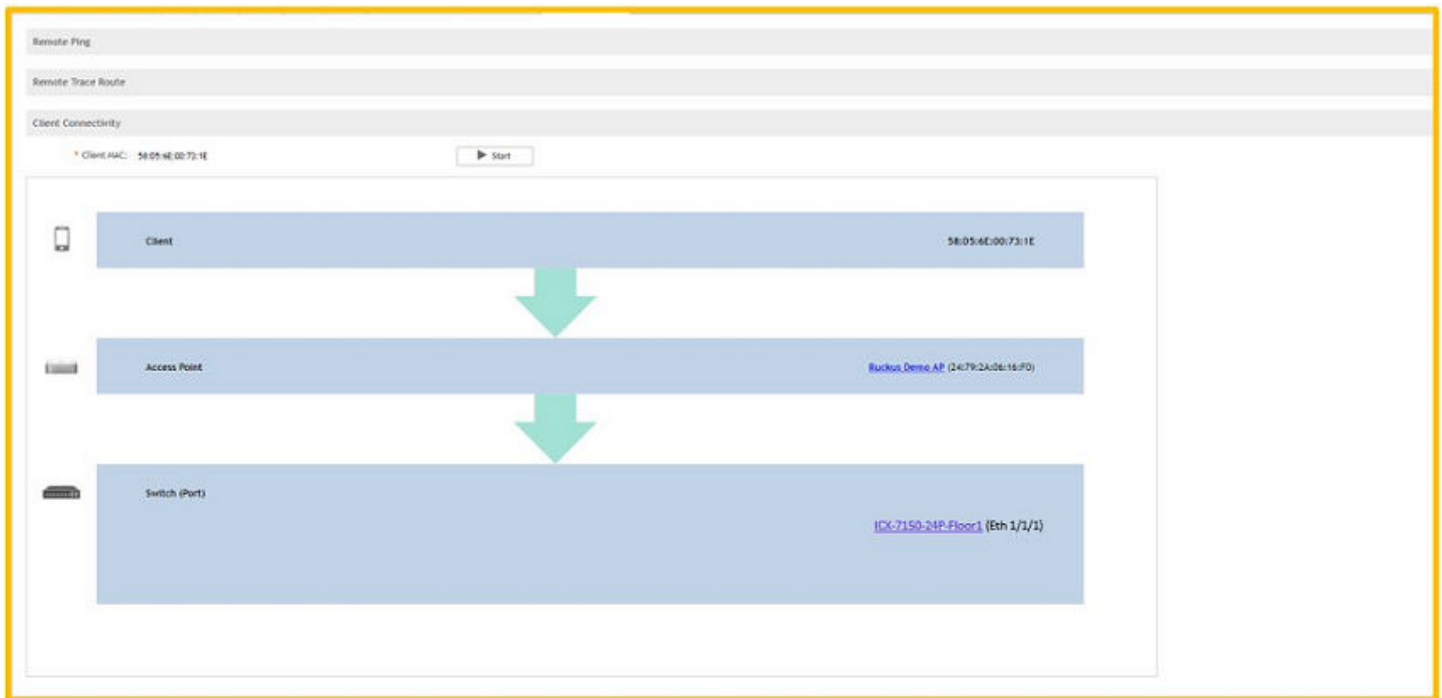 Remote Ping
Remote Trace Route
Client Connectivity
* Client MAC: 58:05:6E:00:73:1E Start
Client 58:05:6E:00:73:1E
Access Point Ruckus Demo AP (24:79:2A:06:16:F0)
Switch (Port)
ICX-7150-24P-Floor1 (Eth 1/1/1)